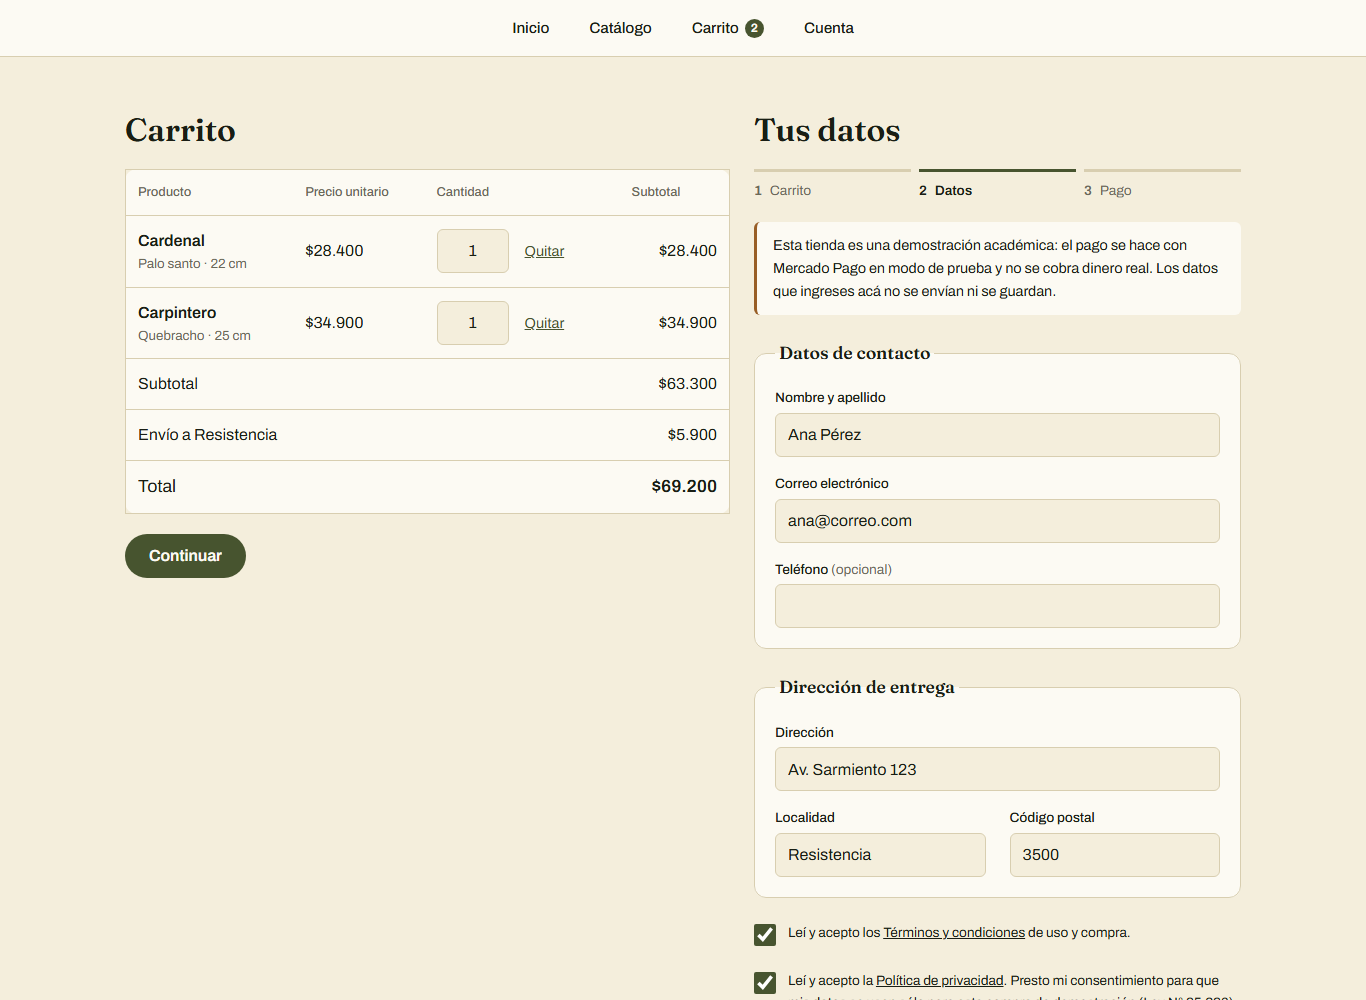 Inicio Catálogo Carrito 2 Cuenta
Carrito
Producto Precio unitario Cantidad Subtotal
Cardenal
Palo santo · 22 cm
$28.400 1 Quitar $28.400
Carpintero
Quebracho · 25 cm
$34.900 1 Quitar $34.900
Subtotal $63.300
Envío a Resistencia $5.900
Total $69.200
Continuar
Tus datos
1 Carrito 2 Datos 3 Pago
Esta tienda es una demostración académica: el pago se hace con
Mercado Pago en modo de prueba y no se cobra dinero real. Los datos
que ingreses acá no se envían ni se guardan.
Datos de contacto
Nombre y apellido
Ana Pérez
Correo electrónico
ana@correo.com
Teléfono (opcional)
Dirección de entrega
Dirección
Av. Sarmiento 123
Localidad Código postal
Resistencia 3500
Leí y acepto los Términos y condiciones de uso y compra.
Leí y acepto la Política de privacidad. Presto mi consentimiento para que